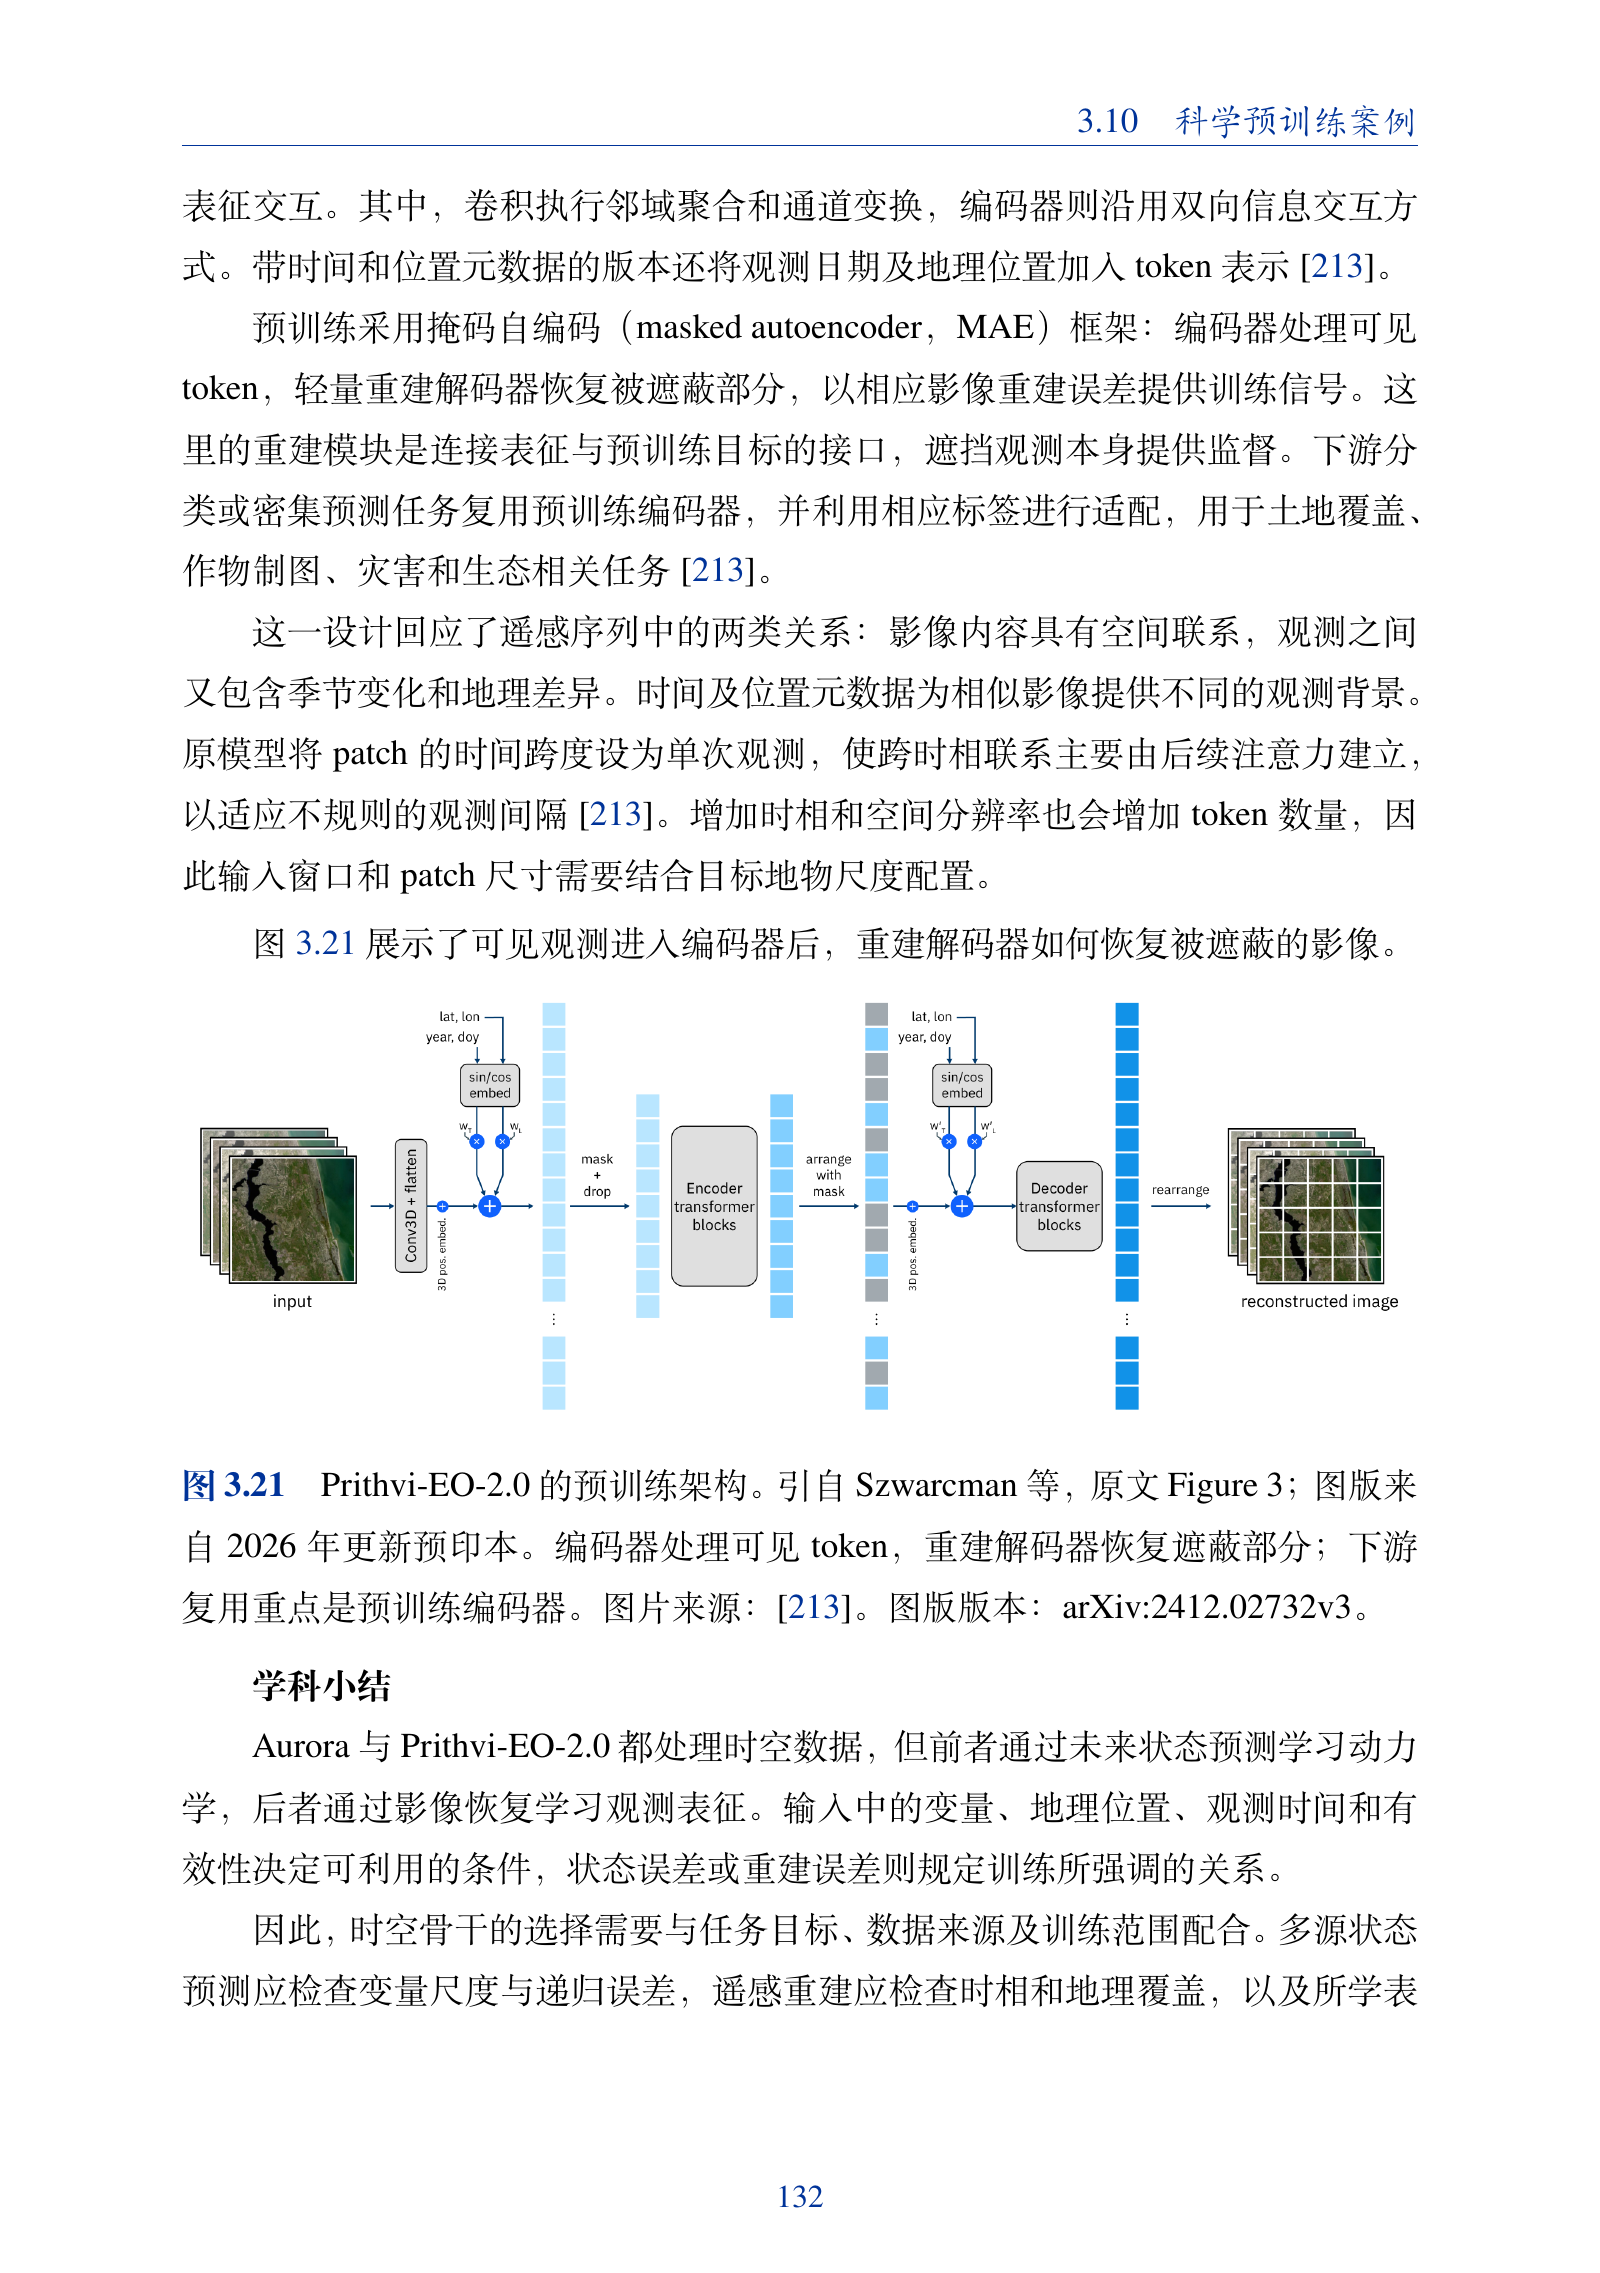 3.10 科学预训练案例
表征交互。其中，卷积执行邻域聚合和通道变换，编码器则沿用双向信息交互方
式。带时间和位置元数据的版本还将观测日期及地理位置加入 token 表示 [213]。
预训练采用掩码自编码（masked autoencoder，MAE）框架：编码器处理可见
token，轻量重建解码器恢复被遮蔽部分，以相应影像重建误差提供训练信号。这
里的重建模块是连接表征与预训练目标的接口，遮挡观测本身提供监督。下游分
类或密集预测任务复用预训练编码器，并利用相应标签进行适配，用于土地覆盖、
作物制图、灾害和生态相关任务 [213]。
这一设计回应了遥感序列中的两类关系：影像内容具有空间联系，观测之间
又包含季节变化和地理差异。时间及位置元数据为相似影像提供不同的观测背景。
原模型将 patch 的时间跨度设为单次观测，使跨时相联系主要由后续注意力建立，
以适应不规则的观测间隔 [213]。增加时相和空间分辨率也会增加 token 数量，因
此输入窗口和 patch 尺寸需要结合目标地物尺度配置。
图 3.21 展示了可见观测进入编码器后，重建解码器如何恢复被遮蔽的影像。
input
Conv3D + flatten
3D pos. embed.
lat, lon
year, doy
sin/cos
embed
w_T
w_L
mask
+
drop
Encoder
transformer
blocks
arrange
with
mask
3D pos. embed.
lat, lon
year, doy
sin/cos
embed
w'_T
w'_L
Decoder
transformer
blocks
rearrange
reconstructed image
图 3.21 Prithvi-EO-2.0 的预训练架构。引自 Szwarcman 等，原文 Figure 3；图版来
自 2026 年更新预印本。编码器处理可见 token，重建解码器恢复遮蔽部分；下游
复用重点是预训练编码器。图片来源：[213]。图版版本：arXiv:2412.02732v3。
学科小结
Aurora 与 Prithvi-EO-2.0 都处理时空数据，但前者通过未来状态预测学习动力
学，后者通过影像恢复学习观测表征。输入中的变量、地理位置、观测时间和有
效性决定可利用的条件，状态误差或重建误差则规定训练所强调的关系。
因此，时空骨干的选择需要与任务目标、数据来源及训练范围配合。多源状态
预测应检查变量尺度与递归误差，遥感重建应检查时相和地理覆盖，以及所学表
132